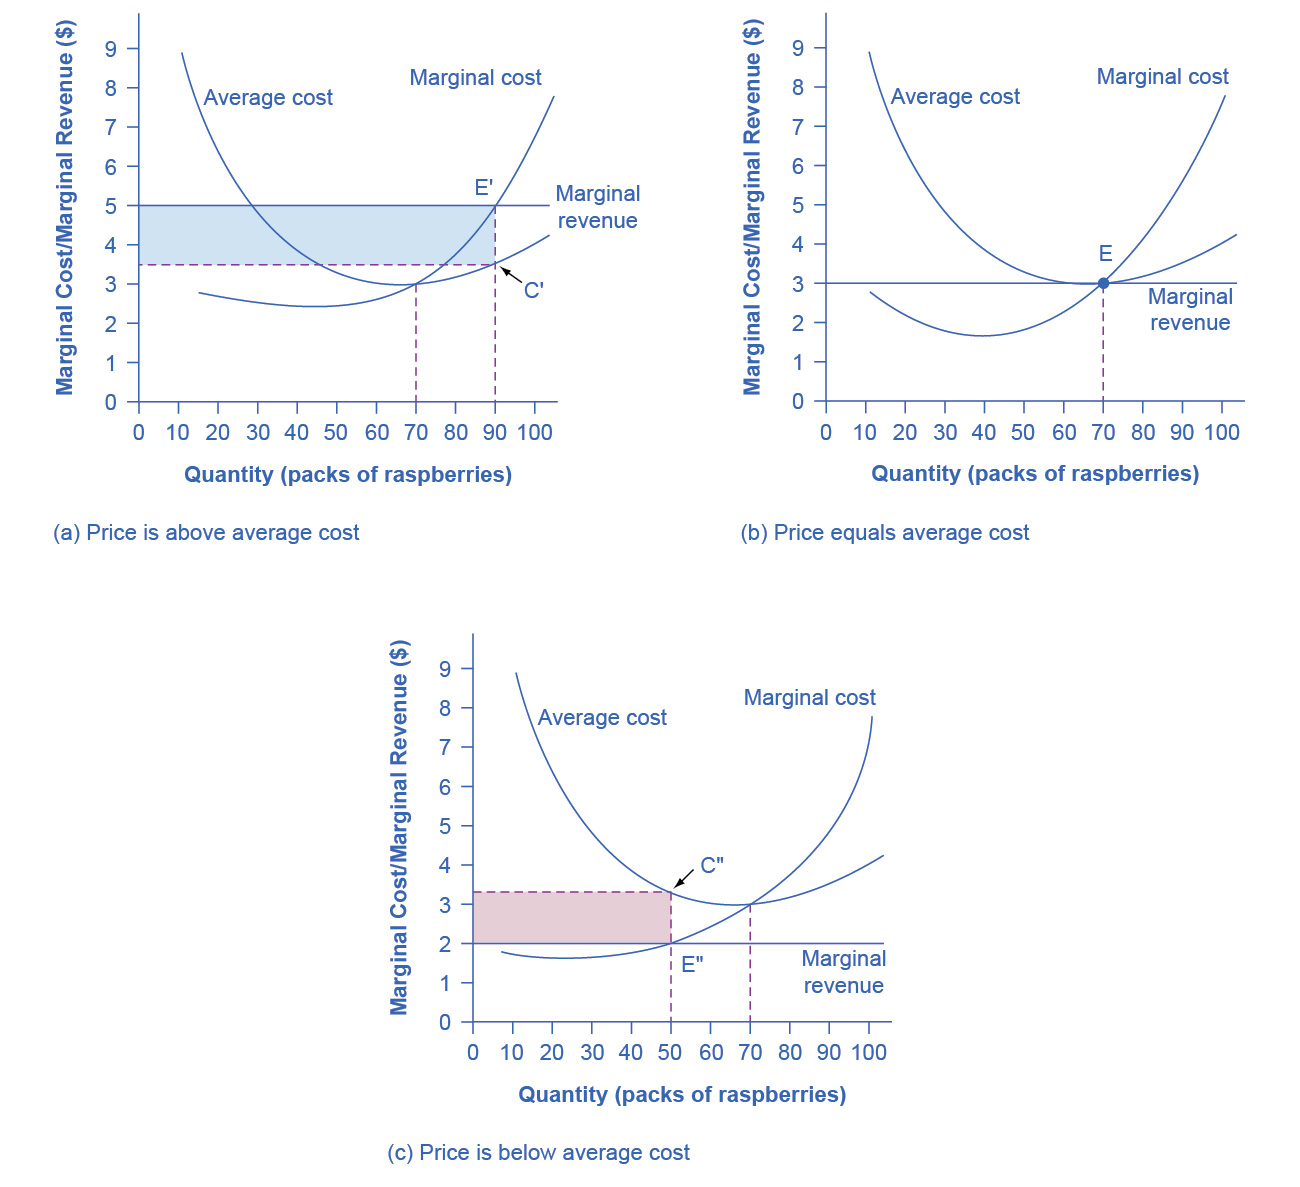 Marginal Cost/Marginal Revenue ($)
9
8
7
6
5
4
3
2
1
0
Average cost
Marginal cost
E'
Marginal
revenue
C'
0 10 20 30 40 50 60 70 80 90 100
Quantity (packs of raspberries)
(a) Price is above average cost
Marginal Cost/Marginal Revenue ($)
9
8
7
6
5
4
3
2
1
0
Average cost
Marginal cost
E
Marginal
revenue
0 10 20 30 40 50 60 70 80 90 100
Quantity (packs of raspberries)
(b) Price equals average cost
Marginal Cost/Marginal Revenue ($)
9
8
7
6
5
4
3
2
1
0
Marginal cost
Average cost
C"
E"
Marginal
revenue
0 10 20 30 40 50 60 70 80 90 100
Quantity (packs of raspberries)
(c) Price is below average cost